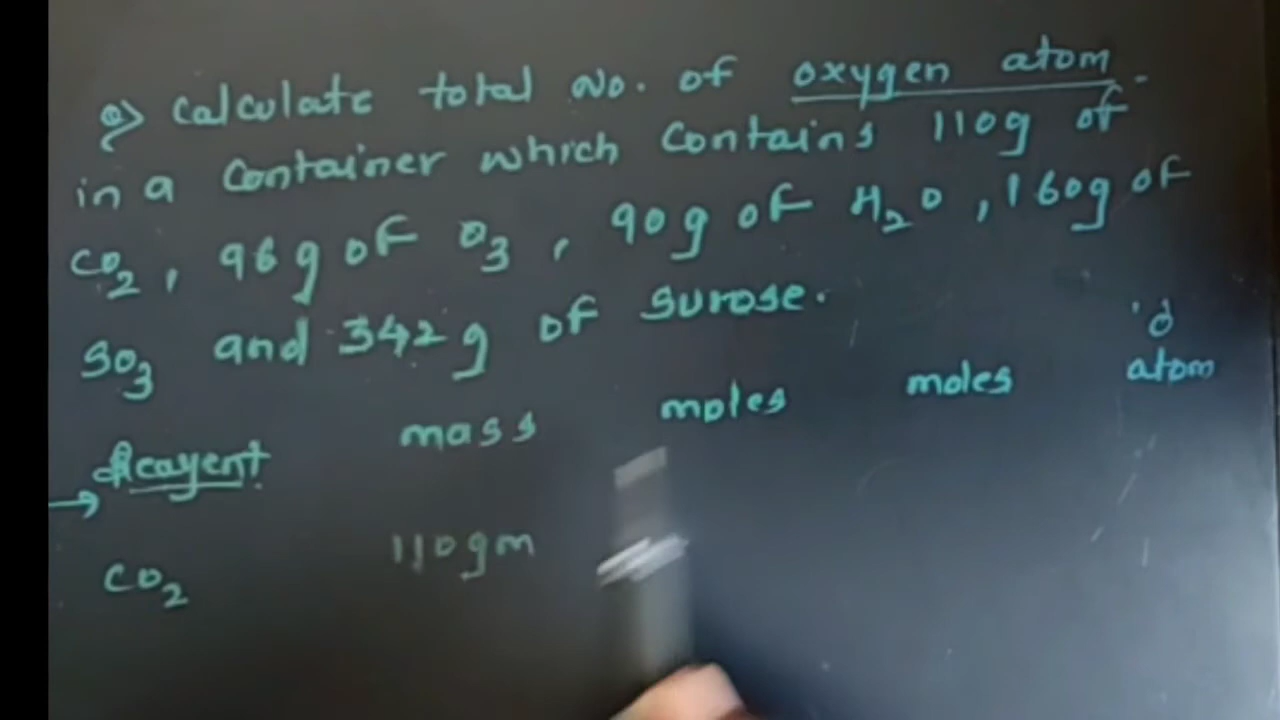 Q) calculate total No. of oxygen atom.
in a container which contains 110g of
CO2, 96g of O3, 90g of H2O, 160g of
SO3 and 342g of surose.
Reagent mass moles moles 'O' atom
CO2 110gm